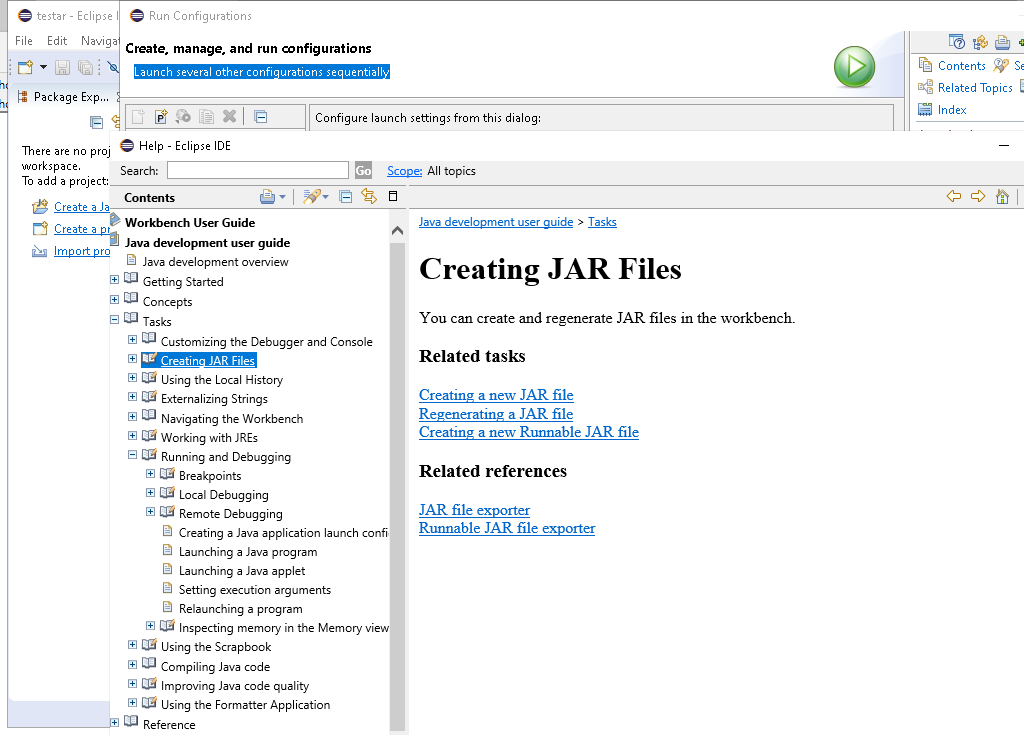 testar - Eclipse I
Run Configurations
File Edit Navigat
Create, manage, and run configurations
Launch several other configurations sequentially
Package Exp...
Configure launch settings from this dialog:
Contents
Se
Related Topics
Index
There are no proj
workspace.
To add a project:
Create a Ja
Create a pr
Import pro
Help - Eclipse IDE
Search:
Go
Scope: All topics
Contents
Workbench User Guide
Java development user guide
Java development overview
Getting Started
Concepts
Tasks
Customizing the Debugger and Console
Creating JAR Files
Using the Local History
Externalizing Strings
Navigating the Workbench
Working with JREs
Running and Debugging
Breakpoints
Local Debugging
Remote Debugging
Creating a Java application launch confi
Launching a Java program
Launching a Java applet
Setting execution arguments
Relaunching a program
Inspecting memory in the Memory view
Using the Scrapbook
Compiling Java code
Improving Java code quality
Using the Formatter Application
Reference
Java development user guide > Tasks
Creating JAR Files
You can create and regenerate JAR files in the workbench.
Related tasks
Creating a new JAR file
Regenerating a JAR file
Creating a new Runnable JAR file
Related references
JAR file exporter
Runnable JAR file exporter